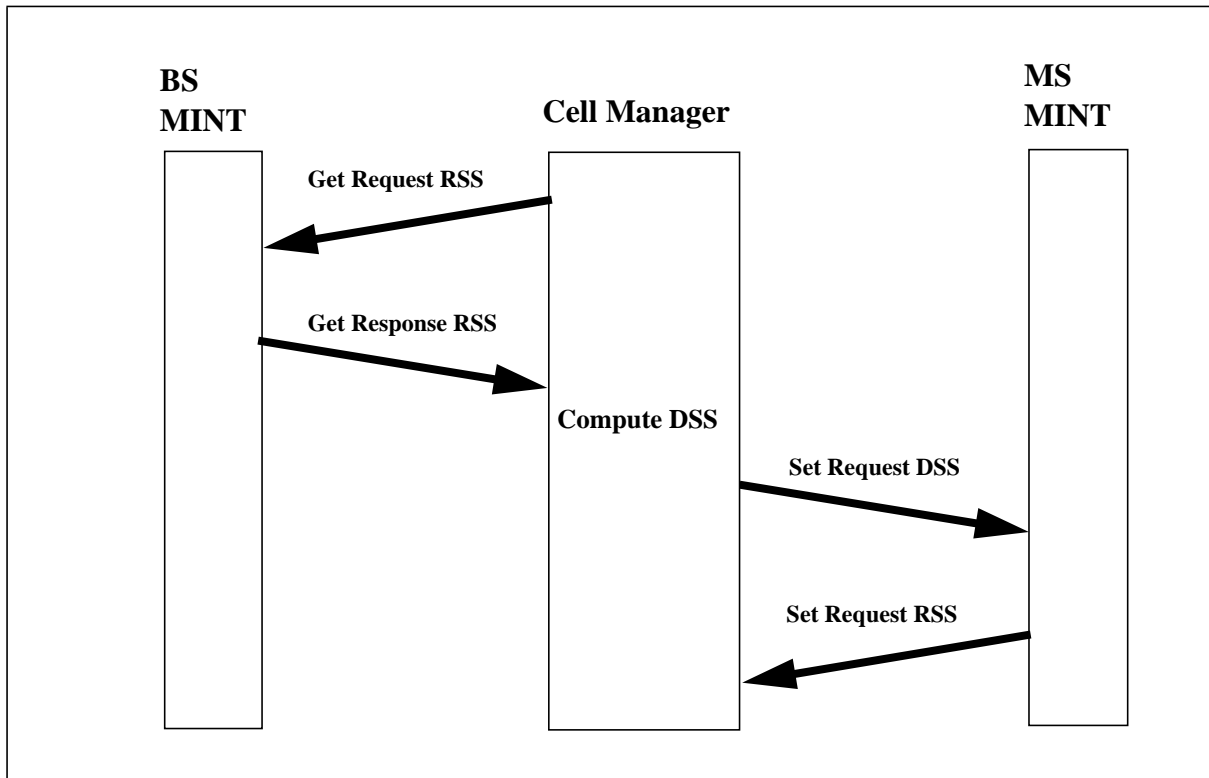 BS
MINT
Cell Manager
MS
MINT
Get Request RSS
Get Response RSS
Compute DSS
Set Request DSS
Set Request RSS